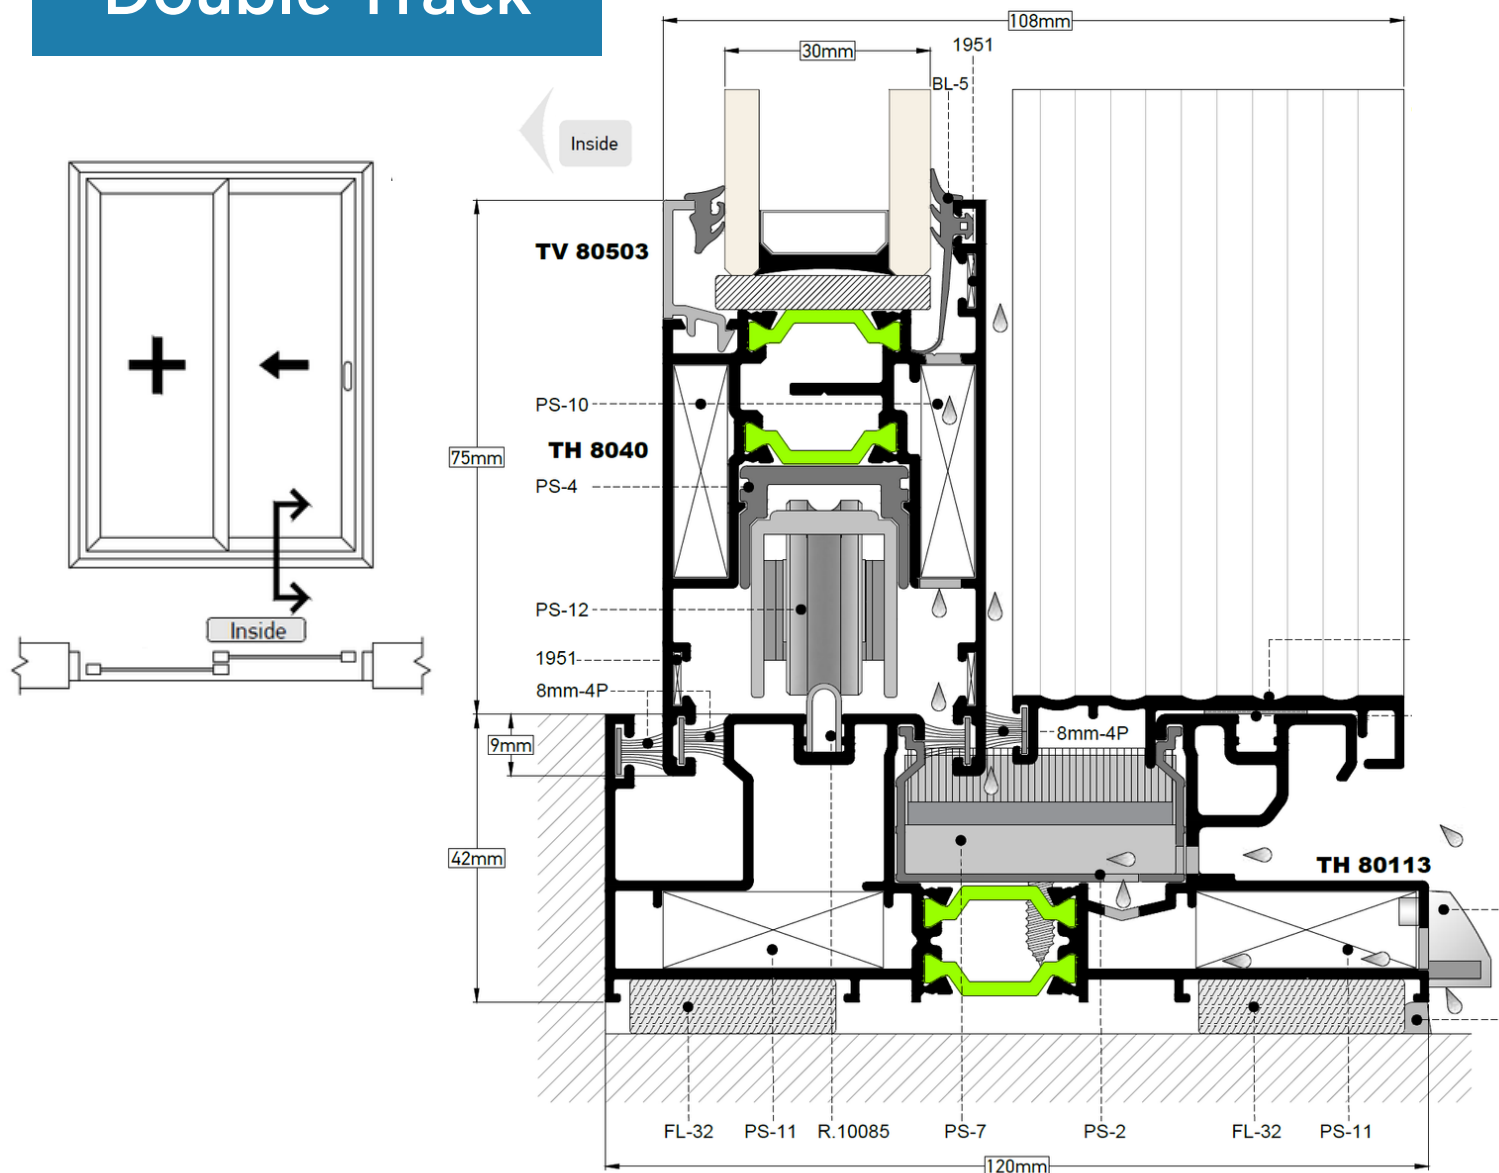 Double Track
108mm
30mm
1951
BL-5
Inside
TV 80503
PS-10
TH 8040
75mm
PS-4
PS-12
Inside
1951
8mm-4P
9mm
8mm-4P
42mm
TH 80113
FL-32
PS-11
R.10085
PS-7
PS-2
FL-32
PS-11
120mm